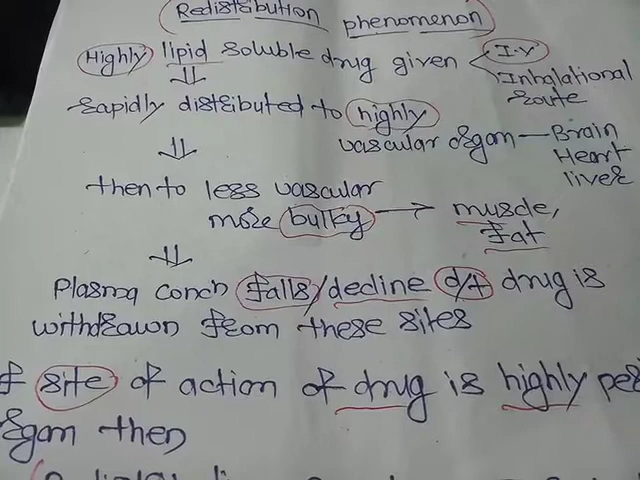 Redistribution phenomenon
Highly lipid soluble drug given I.V
Inhalational
route
rapidly distributed to highly
vascular organ — Brain
Heart
liver
then to less vascular
more bulky → muscle,
fat
Plasma concn falls/decline d/t drug is
withdrawn from these sites
site of action of drug is highly
then